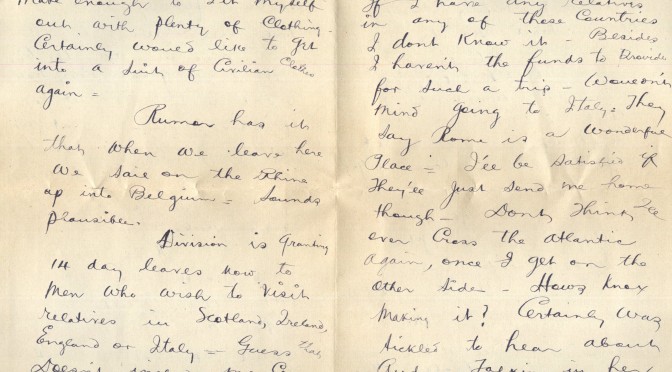 make enough to fit myself
out with plenty of Clothing -
Certainly would like to get
into a Suit of Civilian Clothes
again =
Rumor has it
that when we leave here
we sail on the Rhine
up into Belgium = Sounds
plausible.
Division is granting
14 day leaves now to
men who wish to visit
relatives in Scotland, Ireland,
England or Italy = Guess that
Doesn't
If I have any relatives
in any of these Countries
I dont Know it - Besides
I haven't the funds to Provide
for such a trip - Wouldn't
mind going to Italy = They
say Rome is a Wonderful
Place = I'll be satisfied if
They'll just send me home
though - Dont think I'll
ever Cross the Atlantic
again, once I get on the
other side - Hows Knox
making it? Certainly was
tickled to hear about